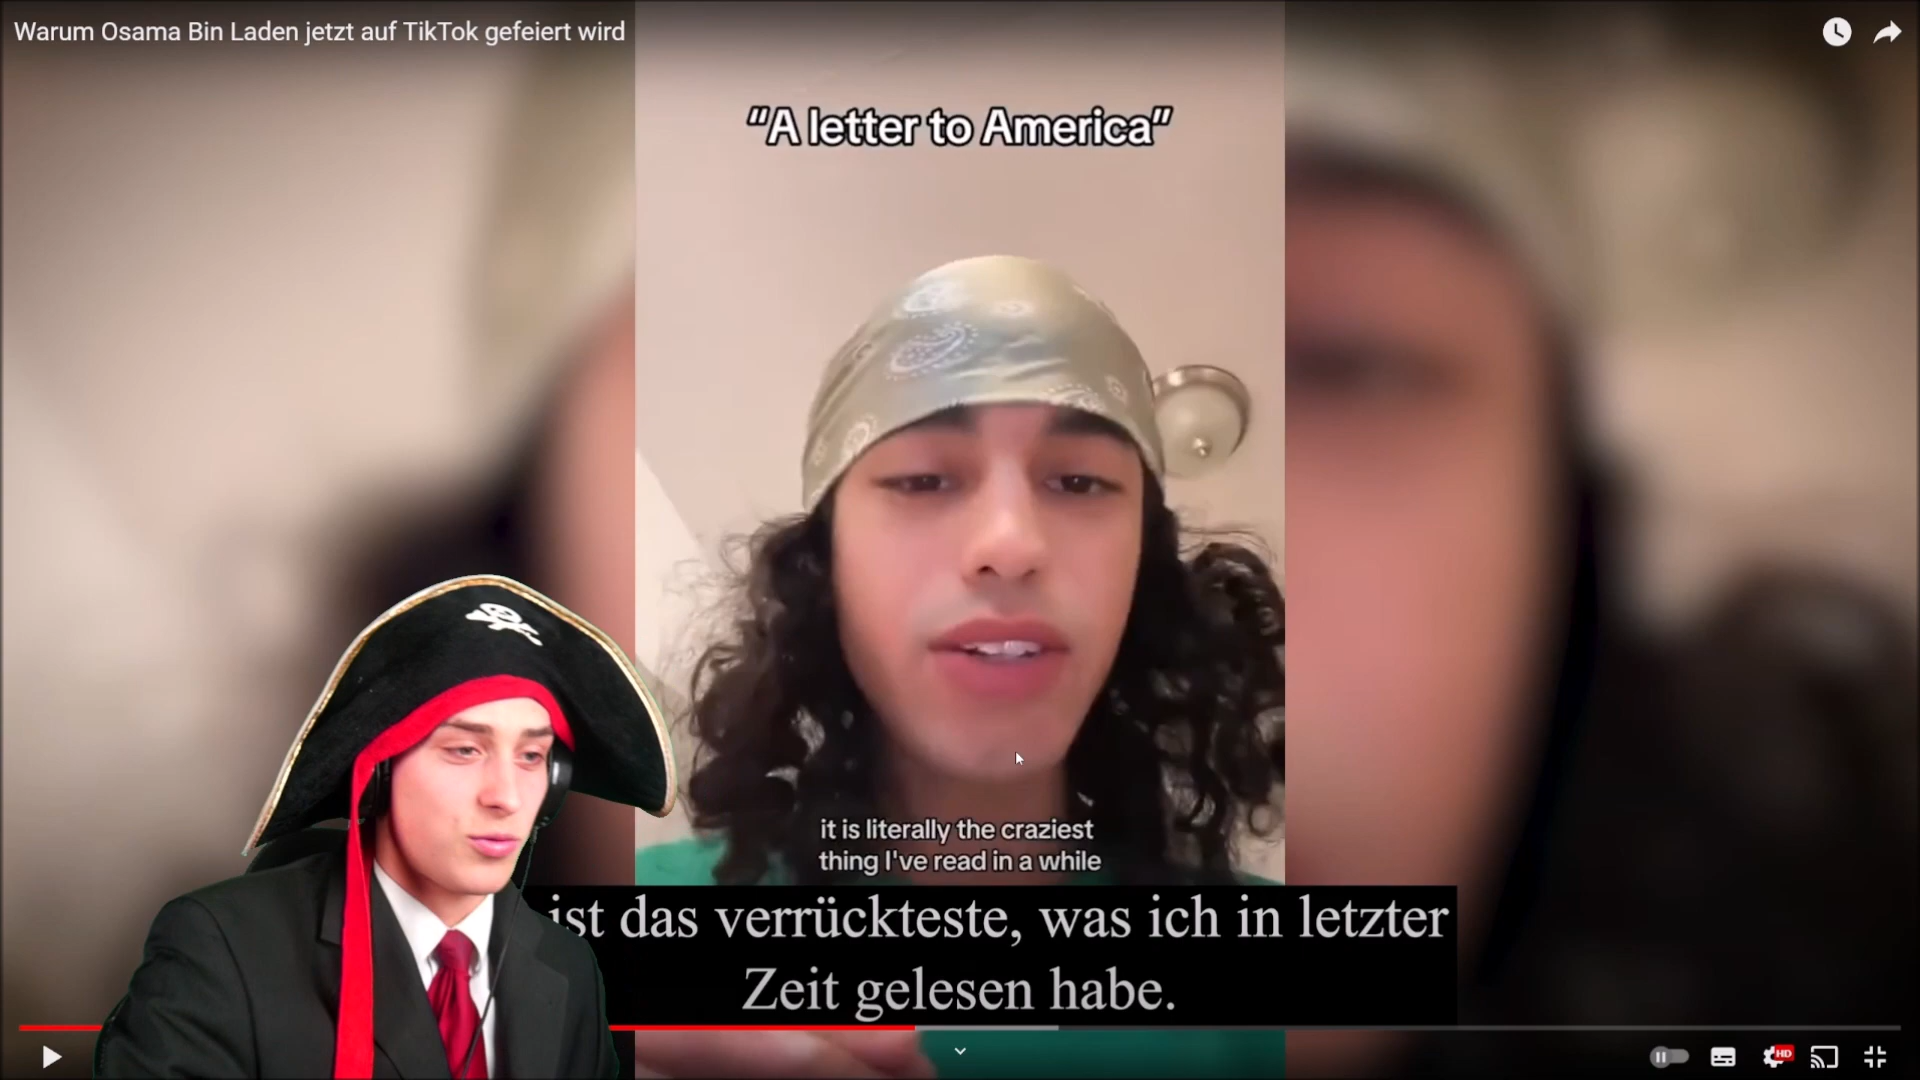 Warum Osama Bin Laden jetzt auf TikTok gefeiert wird
"A letter to America"
it is literally the craziest
thing I've read in a while
ist das verrückteste, was ich in letzter
Zeit gelesen habe.
HD